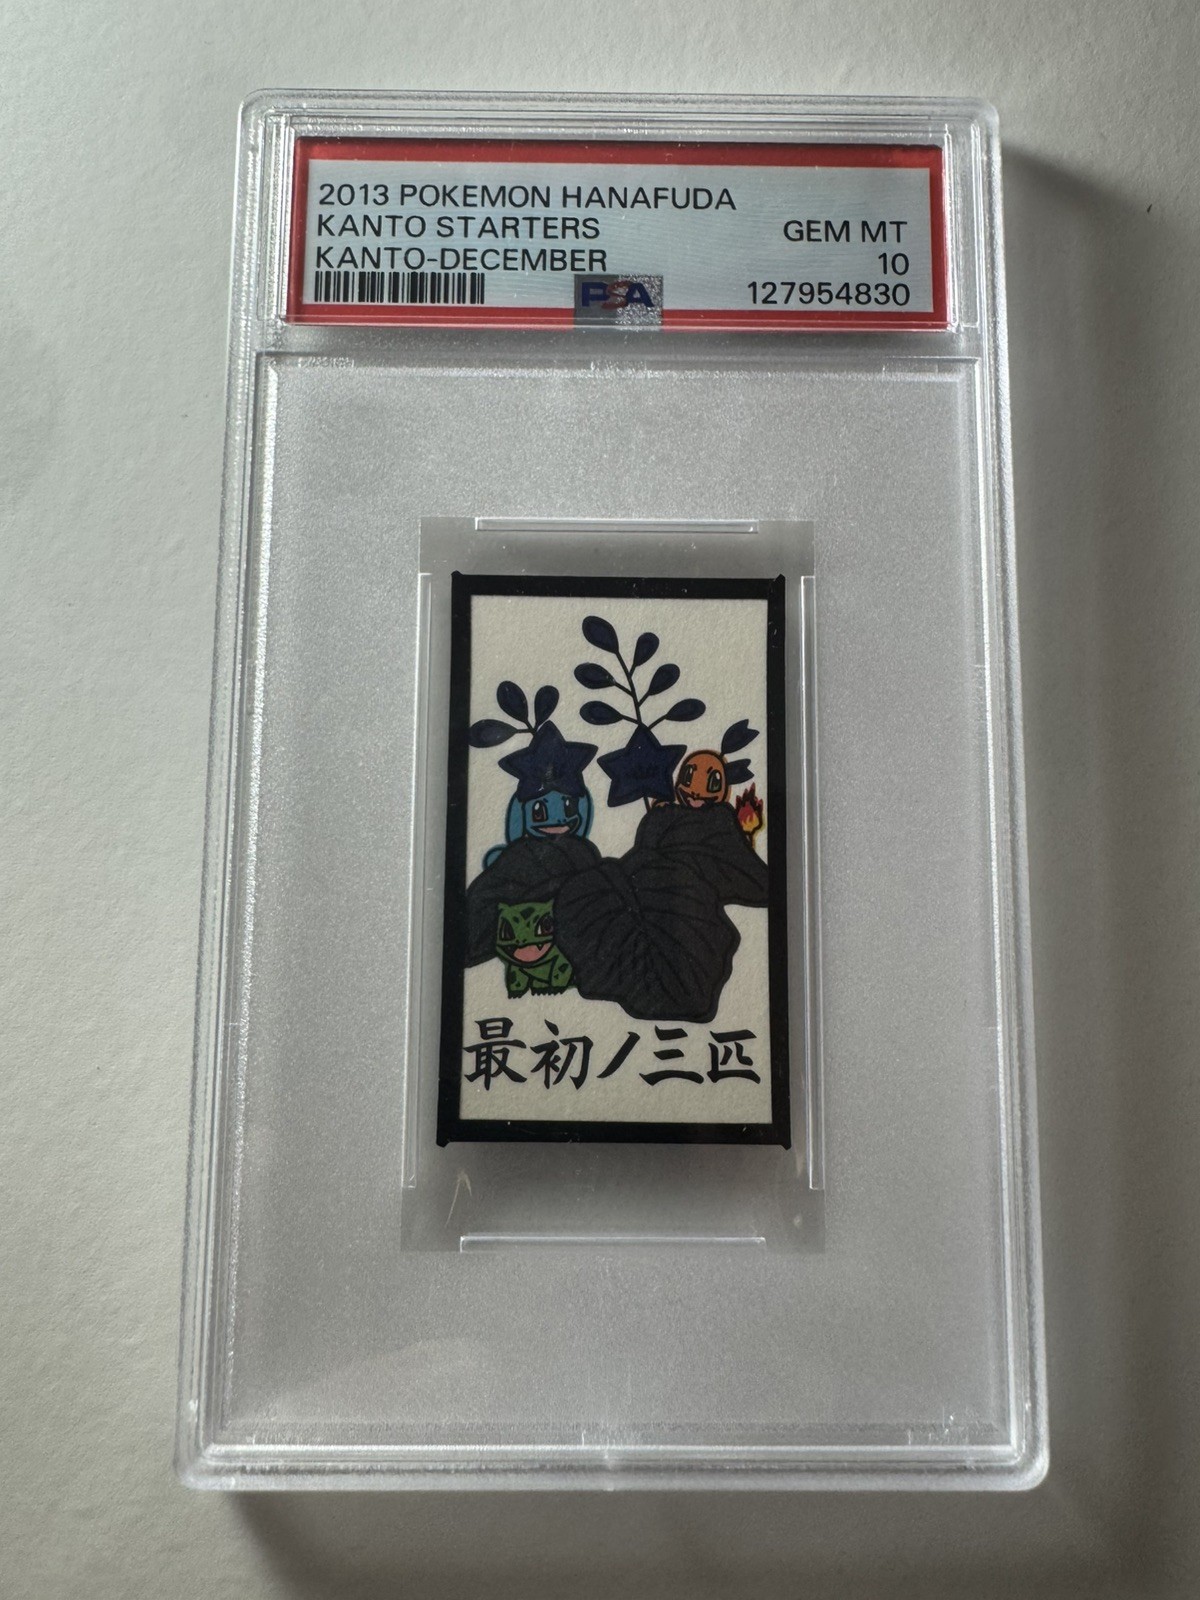 2013 POKEMON HANAFUDA
KANTO STARTERS
GEM MT
KANTO-DECEMBER
10
PSA
127954830
最初ノ三匹